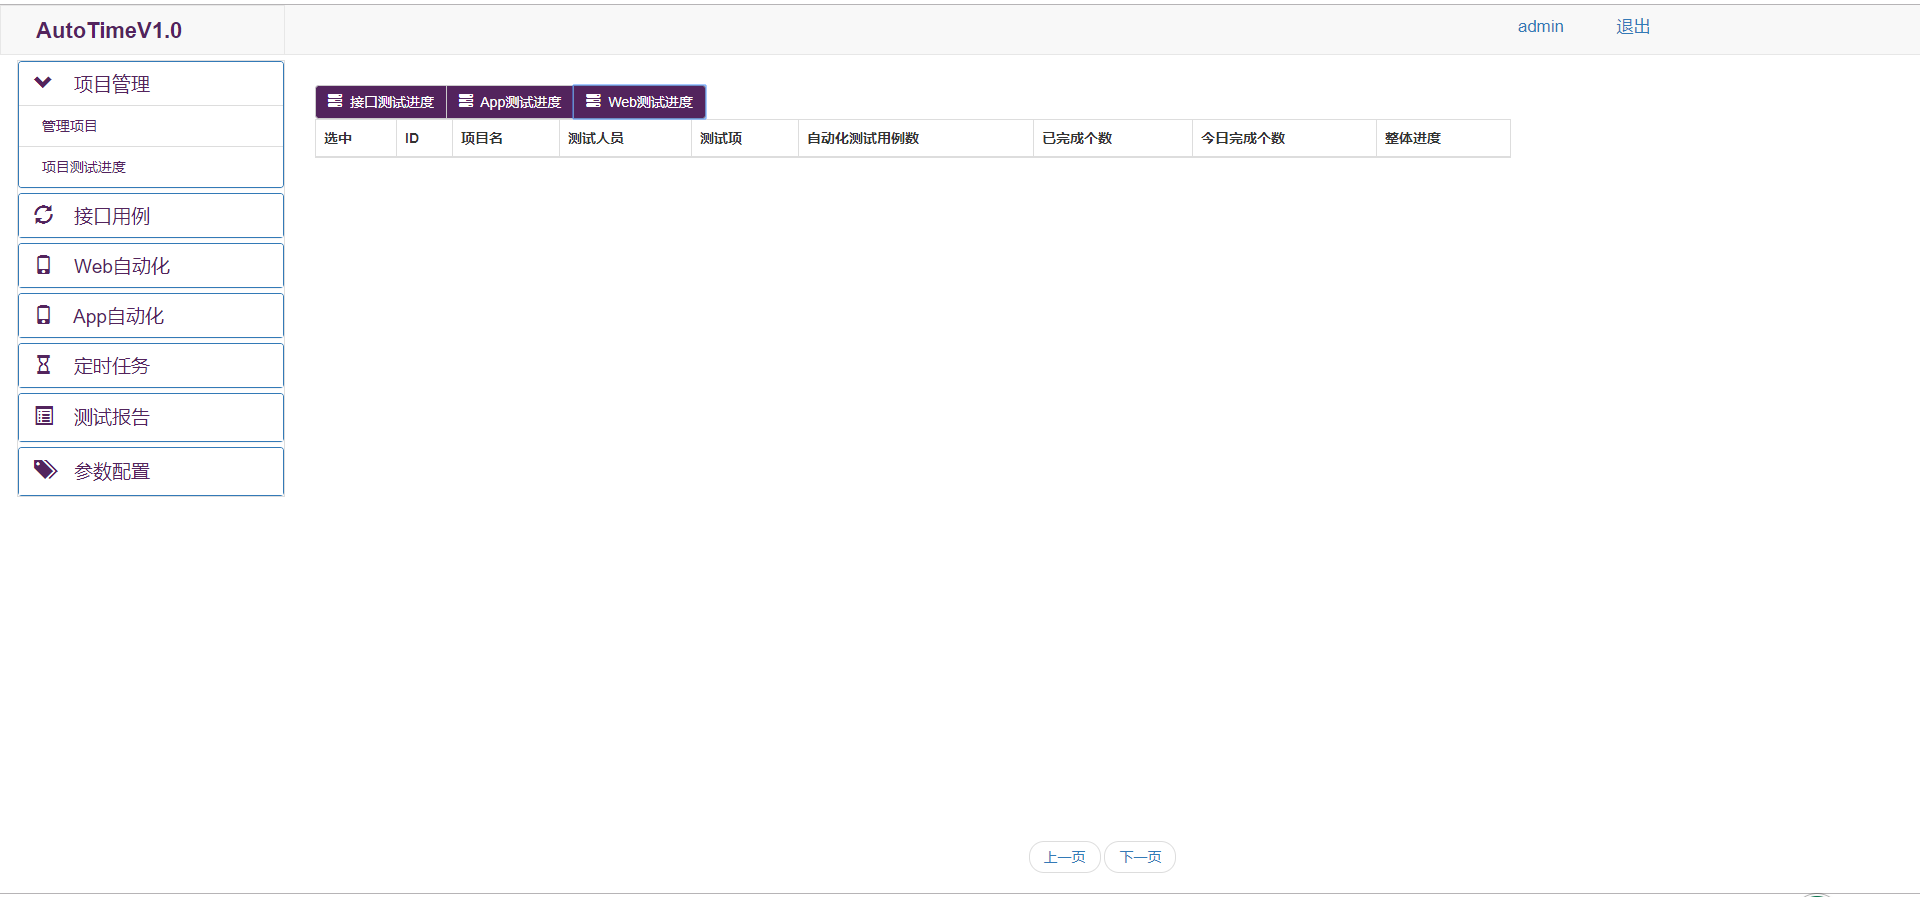 AutoTimeV1.0
admin 退出
项目管理
管理项目
项目测试进度
接口用例
Web自动化
App自动化
定时任务
测试报告
参数配置
接口测试进度 App测试进度 Web测试进度
选中 ID 项目名 测试人员 测试项 自动化测试用例数 已完成个数 今日完成个数 整体进度
上一页 下一页